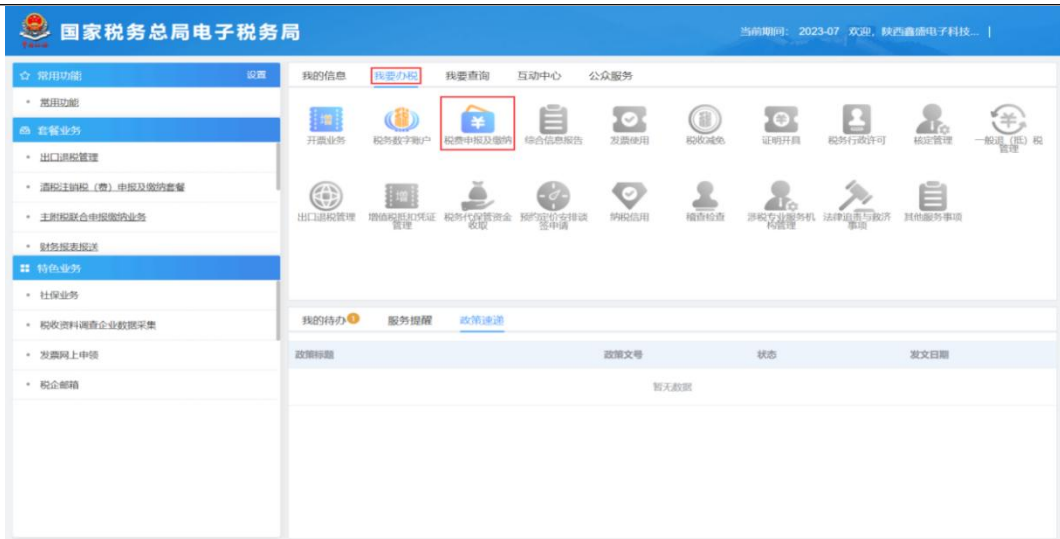 国家税务总局电子税务局
当前期间： 2023-07 欢迎，陕西鑫盛电子科技... |
常用功能 设置
常用功能
套餐业务
出口退税管理
清税注销税（费）申报及缴纳套餐
主附税联合申报缴纳业务
财务报表报送
特色业务
社保业务
税收资料调查企业数据采集
发票网上申领
税企邮箱
我的信息 我要办税 我要查询 互动中心 公众服务
开票业务 税务数字账户 税费申报及缴纳 综合信息报告 发票使用 税收减免 证明开具 税务行政许可 核定管理 一般退（抵）税
管理
出口退税管理 增值税抵扣凭证 税务代保管资金 预约定价安排谈 纳税信用 稽查检查 涉税专业服务机 法律追责与救济 其他服务事项
管理 收取 签申请 构管理 事项
我的待办 1 服务提醒 政策速递
政策标题 政策文号 状态 发文日期
暂无数据